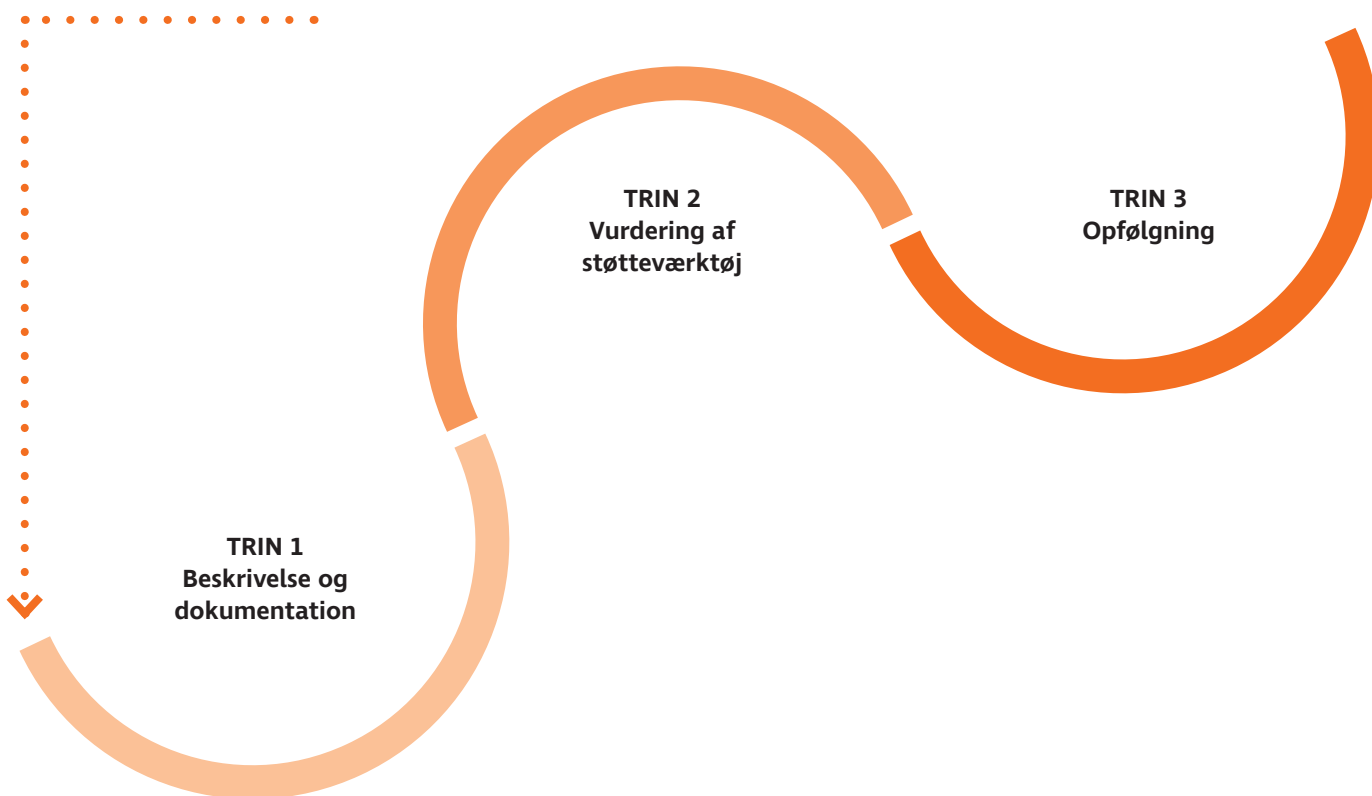 TRIN 1
Beskrivelse og
dokumentation
TRIN 2
Vurdering af
støtteværktøj
TRIN 3
Opfølgning